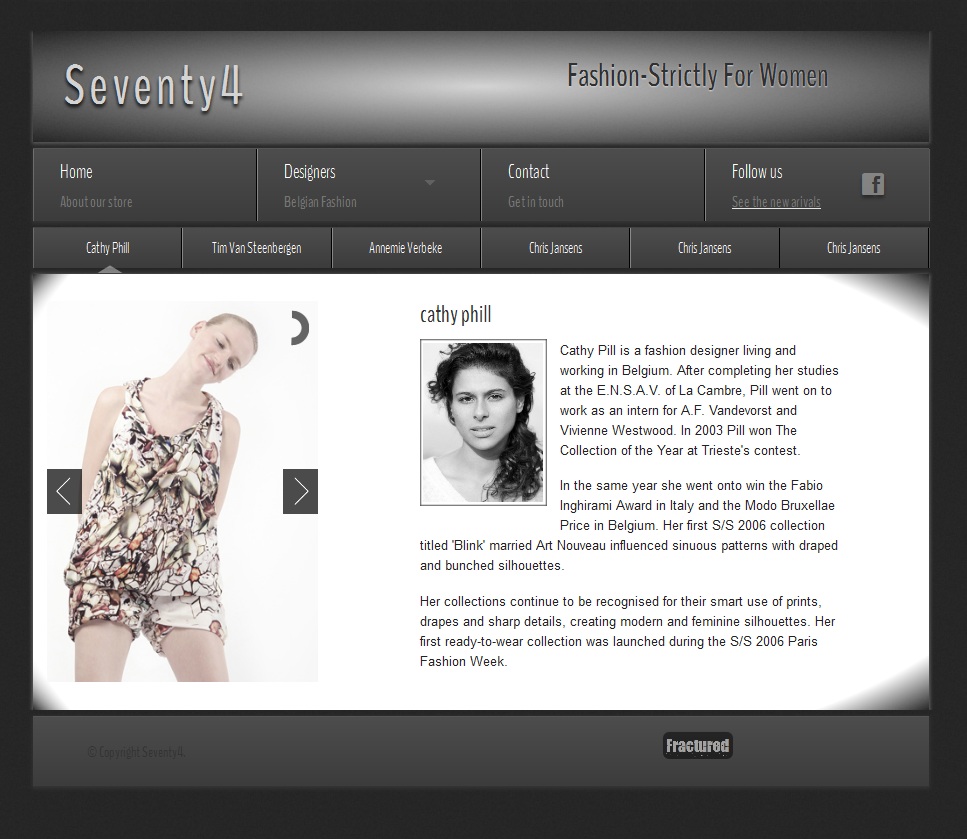 Seventy4
Fashion-Strictly For Women
Home
About our store
Designers
Belgian Fashion
Contact
Get in touch
Follow us
See the new arivals
f
Cathy Phill
Tim Van Steenbergen
Annemie Verbeke
Chris Jansens
Chris Jansens
Chris Jansens
cathy phill
Cathy Pill is a fashion designer living and
working in Belgium. After completing her studies
at the E.N.S.A.V. of La Cambre, Pill went on to
work as an intern for A.F. Vandevorst and
Vivienne Westwood. In 2003 Pill won The
Collection of the Year at Trieste's contest.
In the same year she went onto win the Fabio
Inghirami Award in Italy and the Modo Bruxellae
Price in Belgium. Her first S/S 2006 collection
titled 'Blink' married Art Nouveau influenced sinuous patterns with draped
and bunched silhouettes.
Her collections continue to be recognised for their smart use of prints,
drapes and sharp details, creating modern and feminine silhouettes. Her
first ready-to-wear collection was launched during the S/S 2006 Paris
Fashion Week.
© Copyright Seventy4.
Fractured